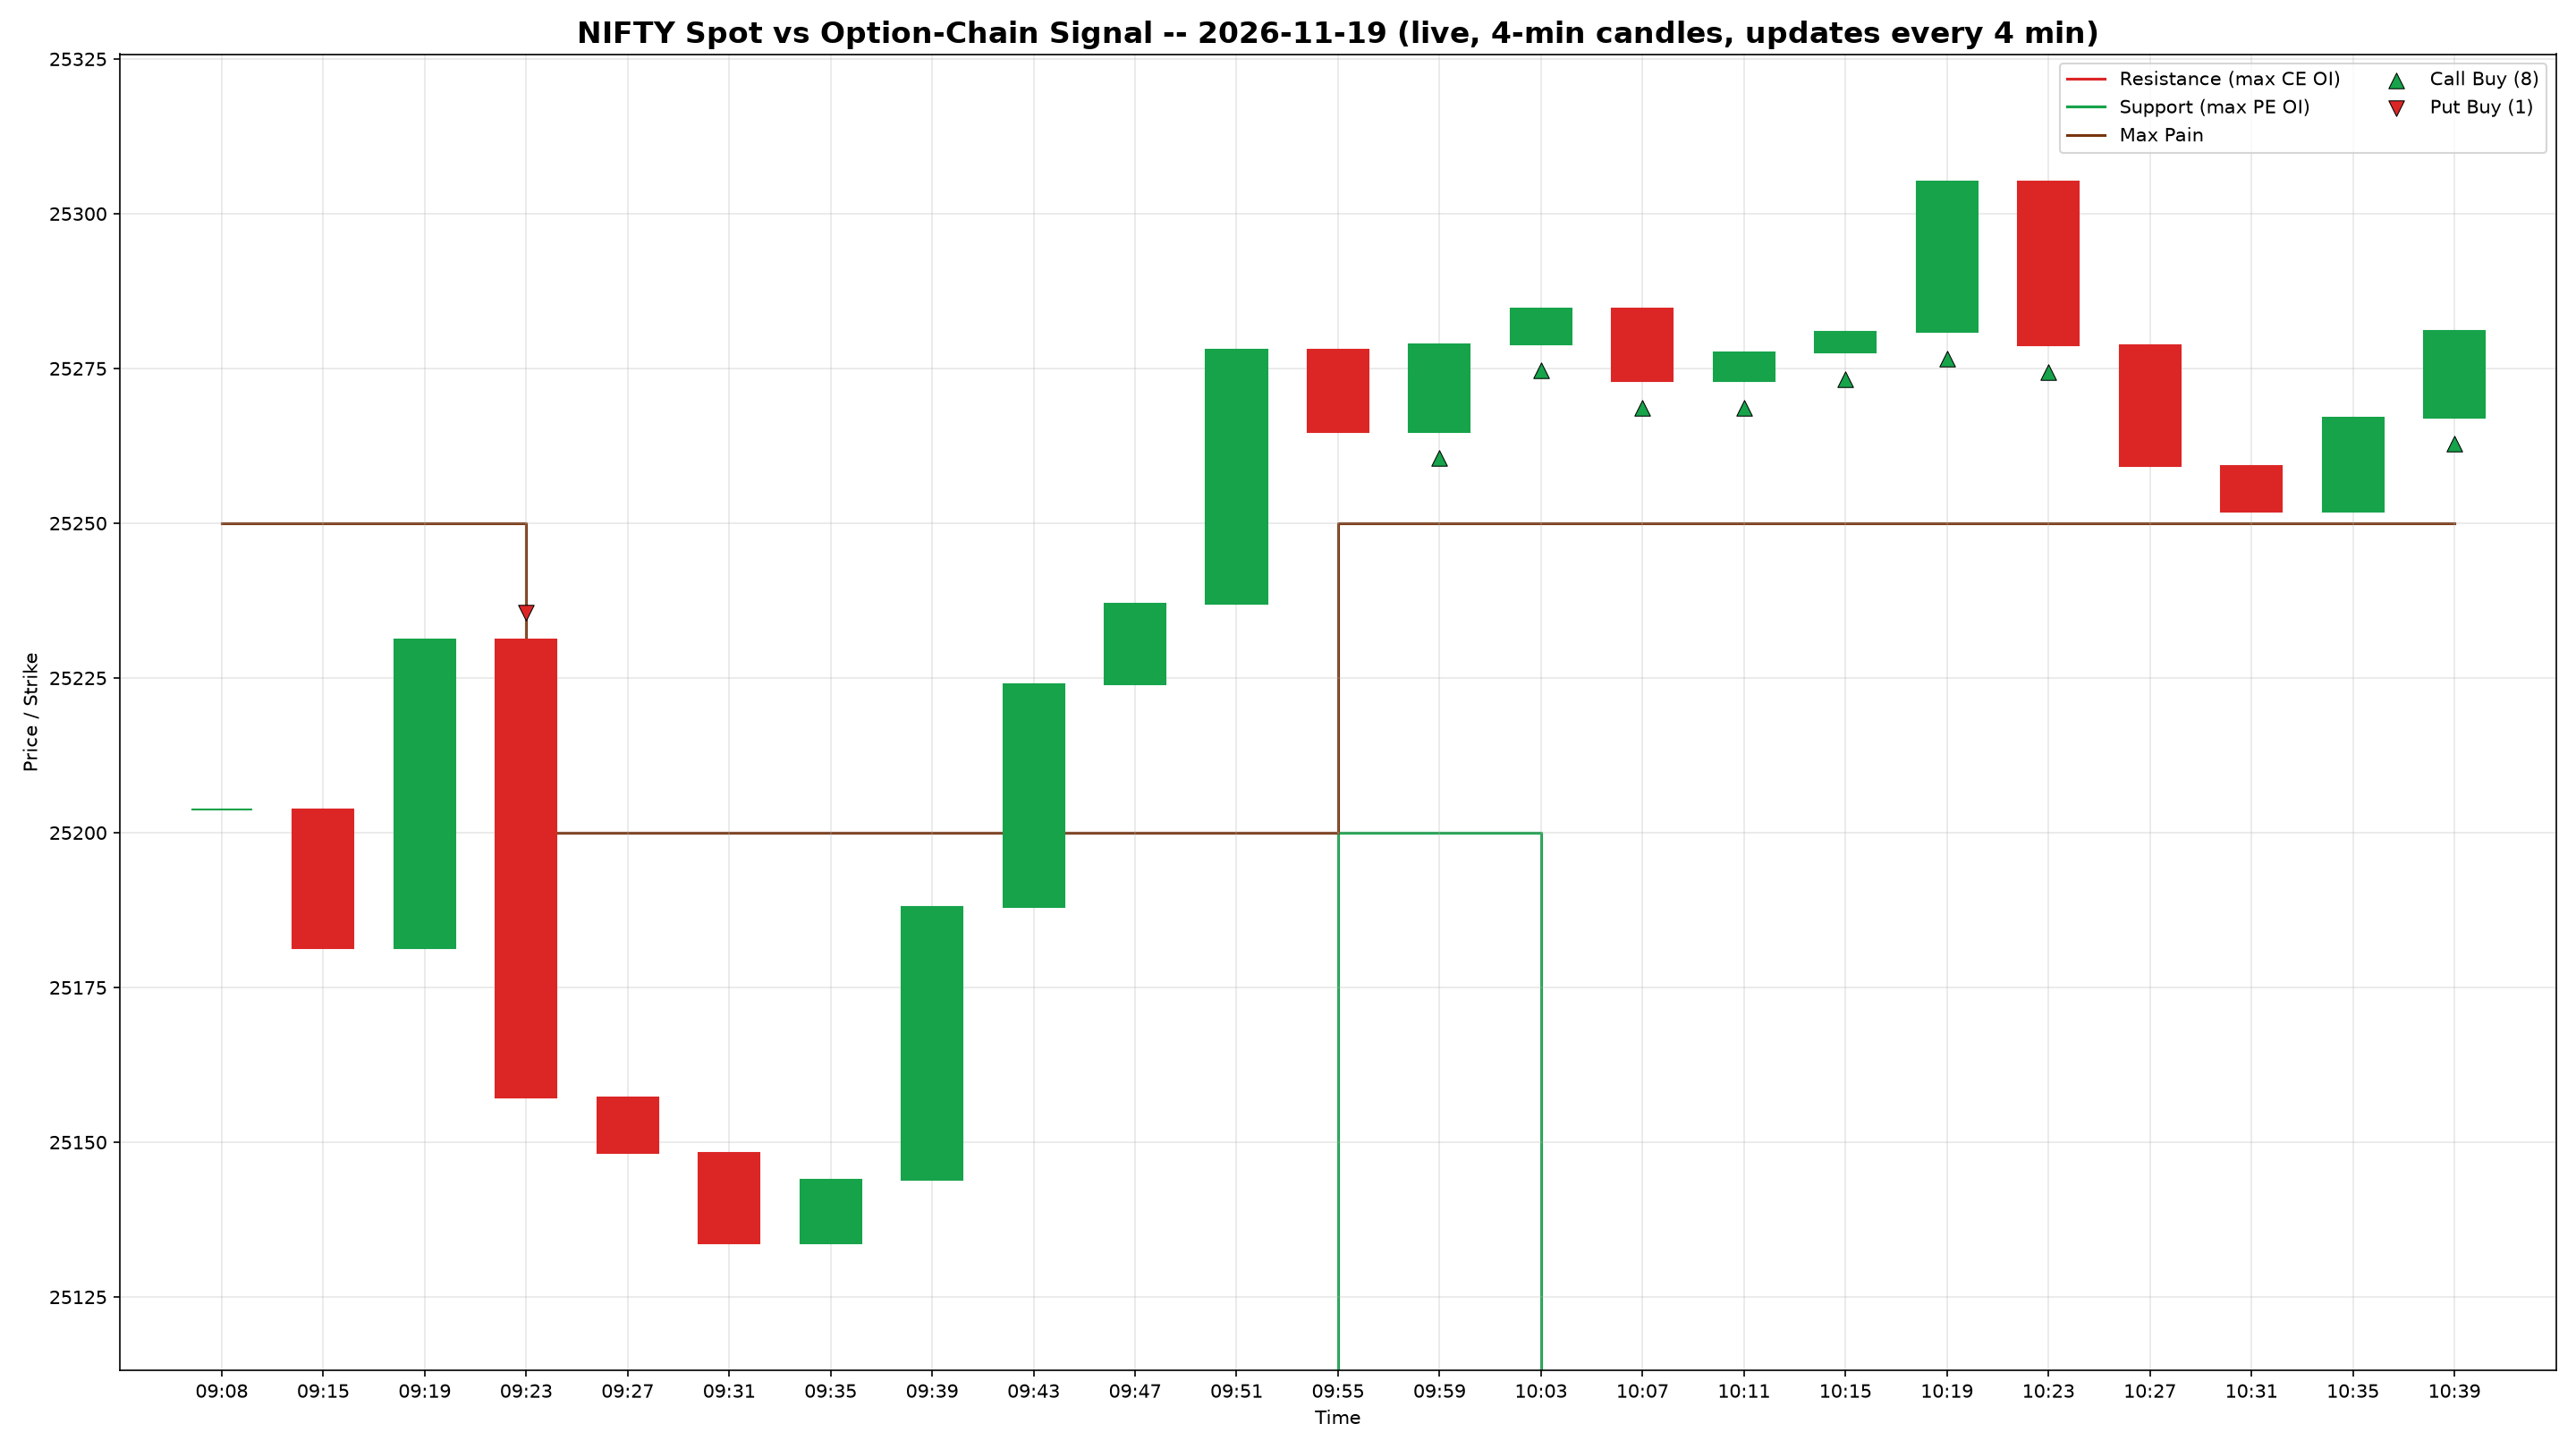 NIFTY Spot vs Option-Chain Signal -- 2026-11-19 (live, 4-min candles, updates every 4 min)
Resistance (max CE OI)
Support (max PE OI)
Max Pain
Call Buy (8)
Put Buy (1)
Price / Strike
25325
25300
25275
25250
25225
25200
25175
25150
25125
09:08 09:15 09:19 09:23 09:27 09:31 09:35 09:39 09:43 09:47 09:51 09:55 09:59 10:03 10:07 10:11 10:15 10:19 10:23 10:27 10:31 10:35 10:39
Time